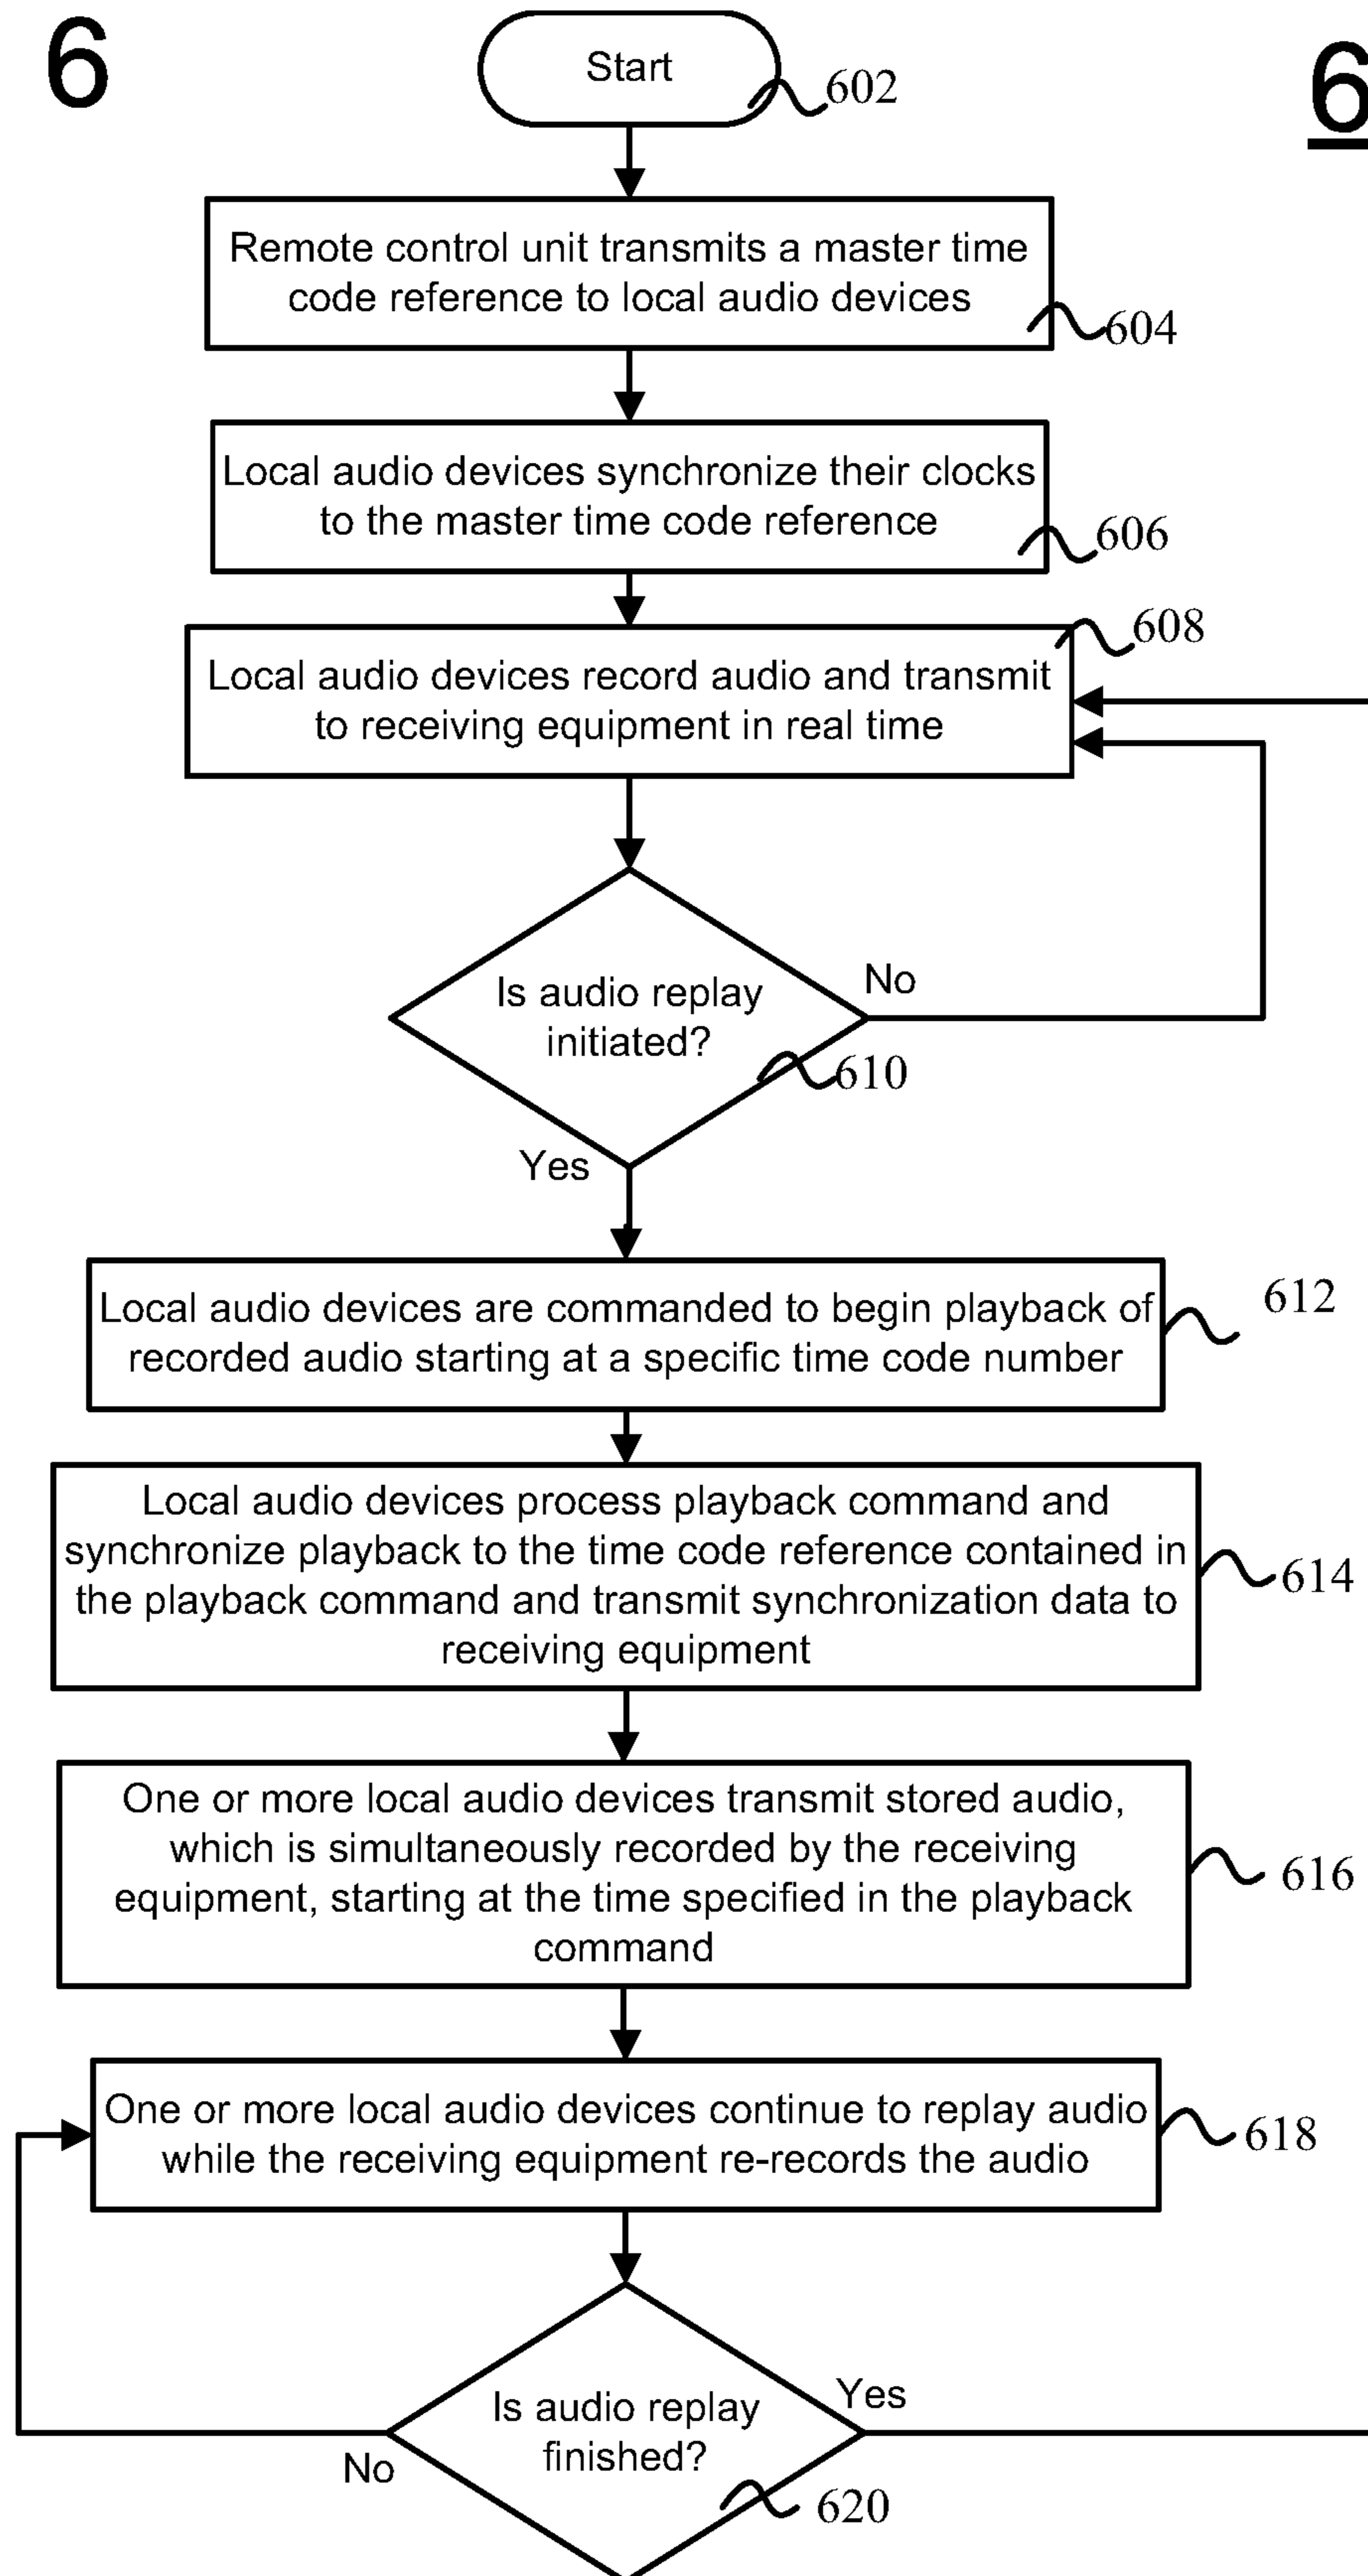 6
6
Start
602
Remote control unit transmits a master time
code reference to local audio devices
604
Local audio devices synchronize their clocks
to the master time code reference
606
608
Local audio devices record audio and transmit
to receiving equipment in real time
Is audio replay
initiated?
No
610
Yes
Local audio devices are commanded to begin playback of
recorded audio starting at a specific time code number
612
Local audio devices process playback command and
synchronize playback to the time code reference contained in
the playback command and transmit synchronization data to
receiving equipment
614
One or more local audio devices transmit stored audio,
which is simultaneously recorded by the receiving
equipment, starting at the time specified in the playback
command
616
One or more local audio devices continue to replay audio
while the receiving equipment re-records the audio
618
Is audio replay
finished?
Yes
No
620